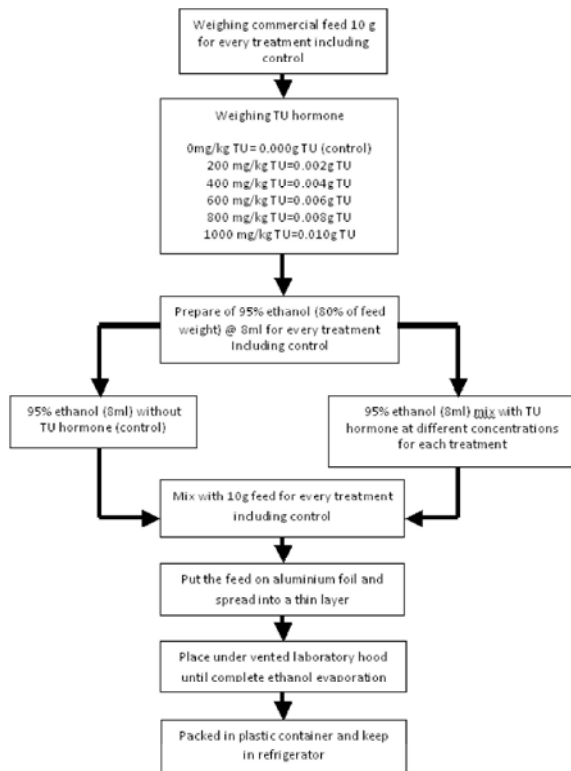 Weighing commercial feed 10 g
for every treatment including
control
Weighing TU hormone
0mg/kg TU= 0.000g TU (control)
200 mg/kg TU=0.002g TU
400 mg/kg TU=0.004g TU
600 mg/kg TU=0.006g TU
800 mg/kg TU=0.008g TU
1000 mg/kg TU=0.010g TU
Prepare of 95% ethanol (80% of feed
weight) @ 8ml for every treatment
Including control
95% ethanol (8ml) without
TU hormone (control)
95% ethanol (8ml) mix with TU
hormone at different concentrations
for each treatment
Mix with 10g feed for every treatment
including control
Put the feed on aluminium foil and
spread into a thin layer
Place under vented laboratory hood
until complete ethanol evaporation
Packed in plastic container and keep
in refrigerator